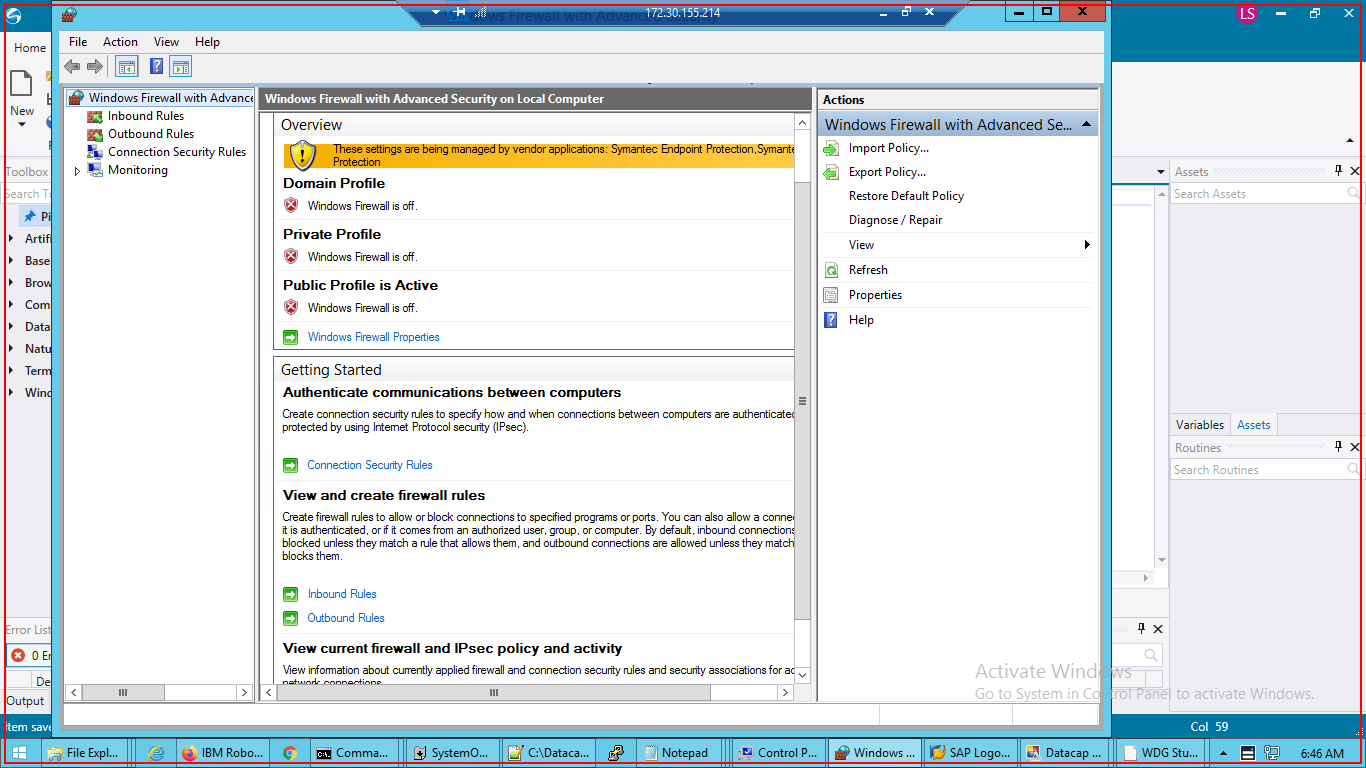 Windows Firewall with Advanced Security
172.30.155.214
LS
File Action View Help
Home
New
Toolbox
Search
Base
Data
Windows Firewall with Advance
Inbound Rules
Outbound Rules
Connection Security Rules
Monitoring
Windows Firewall with Advanced Security on Local Computer
Overview
These settings are being managed by vendor applications: Symantec Endpoint Protection,Symante
Protection
Domain Profile
Windows Firewall is off.
Private Profile
Windows Firewall is off.
Public Profile is Active
Windows Firewall is off.
Windows Firewall Properties
Getting Started
Authenticate communications between computers
Create connection security rules to specify how and when connections between computers are authenticated
protected by using Internet Protocol security (IPsec).
Connection Security Rules
View and create firewall rules
Create firewall rules to allow or block connections to specified programs or ports. You can also allow a conne
it is authenticated, or if it comes from an authorized user, group, or computer. By default, inbound connections
blocked unless they match a rule that allows them, and outbound connections are allowed unless they match
blocks them.
Inbound Rules
Outbound Rules
View current firewall and IPsec policy and activity
View information about currently applied firewall and connection security rules and security associations for ac
network connections.
Actions
Windows Firewall with Advanced Se...
Import Policy...
Export Policy...
Restore Default Policy
Diagnose / Repair
View
Refresh
Properties
Help
Assets
Search Assets
Variables Assets
Routines
Search Routines
Error List
0 Er
De
Output
Item save
Activate Windows
Go to System in Control Panel to activate Windows.
Col 59
File Expl... IBM Robo... Comma... SystemO... C:\Dataca... Notepad Control P... Windows ... SAP Logo... Datacap ... WDG Stu... 6:46 AM